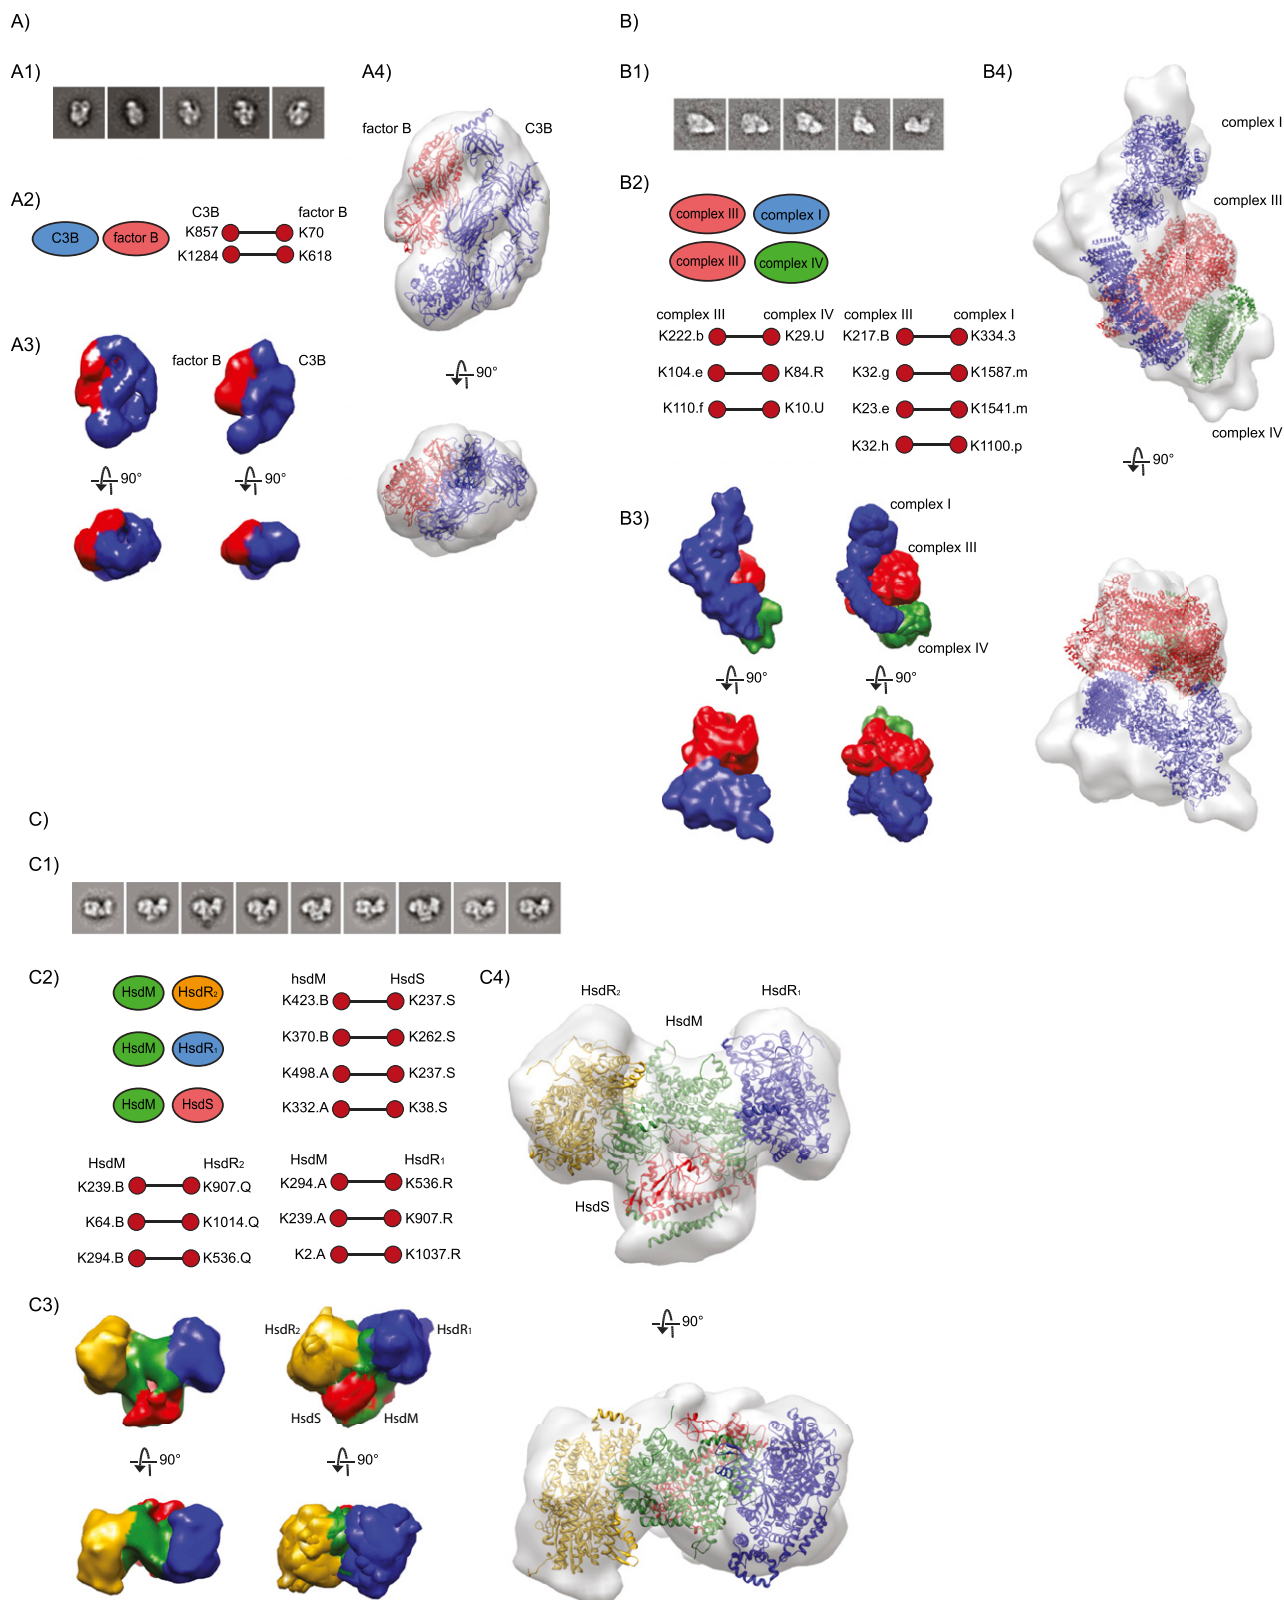 A)
A1)
A4)
factor B
C3B
A2)
C3B
factor B
C3B
factor B
K857
K70
K1284
K618
A3)
factor B
C3B
90°
90°
90°
B)
B1)
B4)
complex I
complex III
complex IV
90°
B2)
complex III
complex I
complex III
complex IV
complex III
complex IV
K222.b
K29.U
K104.e
K84.R
K110.f
K10.U
complex III
complex I
K217.B
K334.3
K32.g
K1587.m
K23.e
K1541.m
K32.h
K1100.p
B3)
complex I
complex III
complex IV
90°
90°
C)
C1)
C2)
HsdM
HsdR2
HsdM
HsdR1
HsdM
HsdS
hsdM
HsdS
K423.B
K237.S
K370.B
K262.S
K498.A
K237.S
K332.A
K38.S
HsdM
HsdR2
K239.B
K907.Q
K64.B
K1014.Q
K294.B
K536.Q
HsdM
HsdR1
K294.A
K536.R
K239.A
K907.R
K2.A
K1037.R
C3)
HsdR2
HsdR1
HsdS
HsdM
90°
90°
C4)
HsdR2
HsdM
HsdR1
HsdS
90°